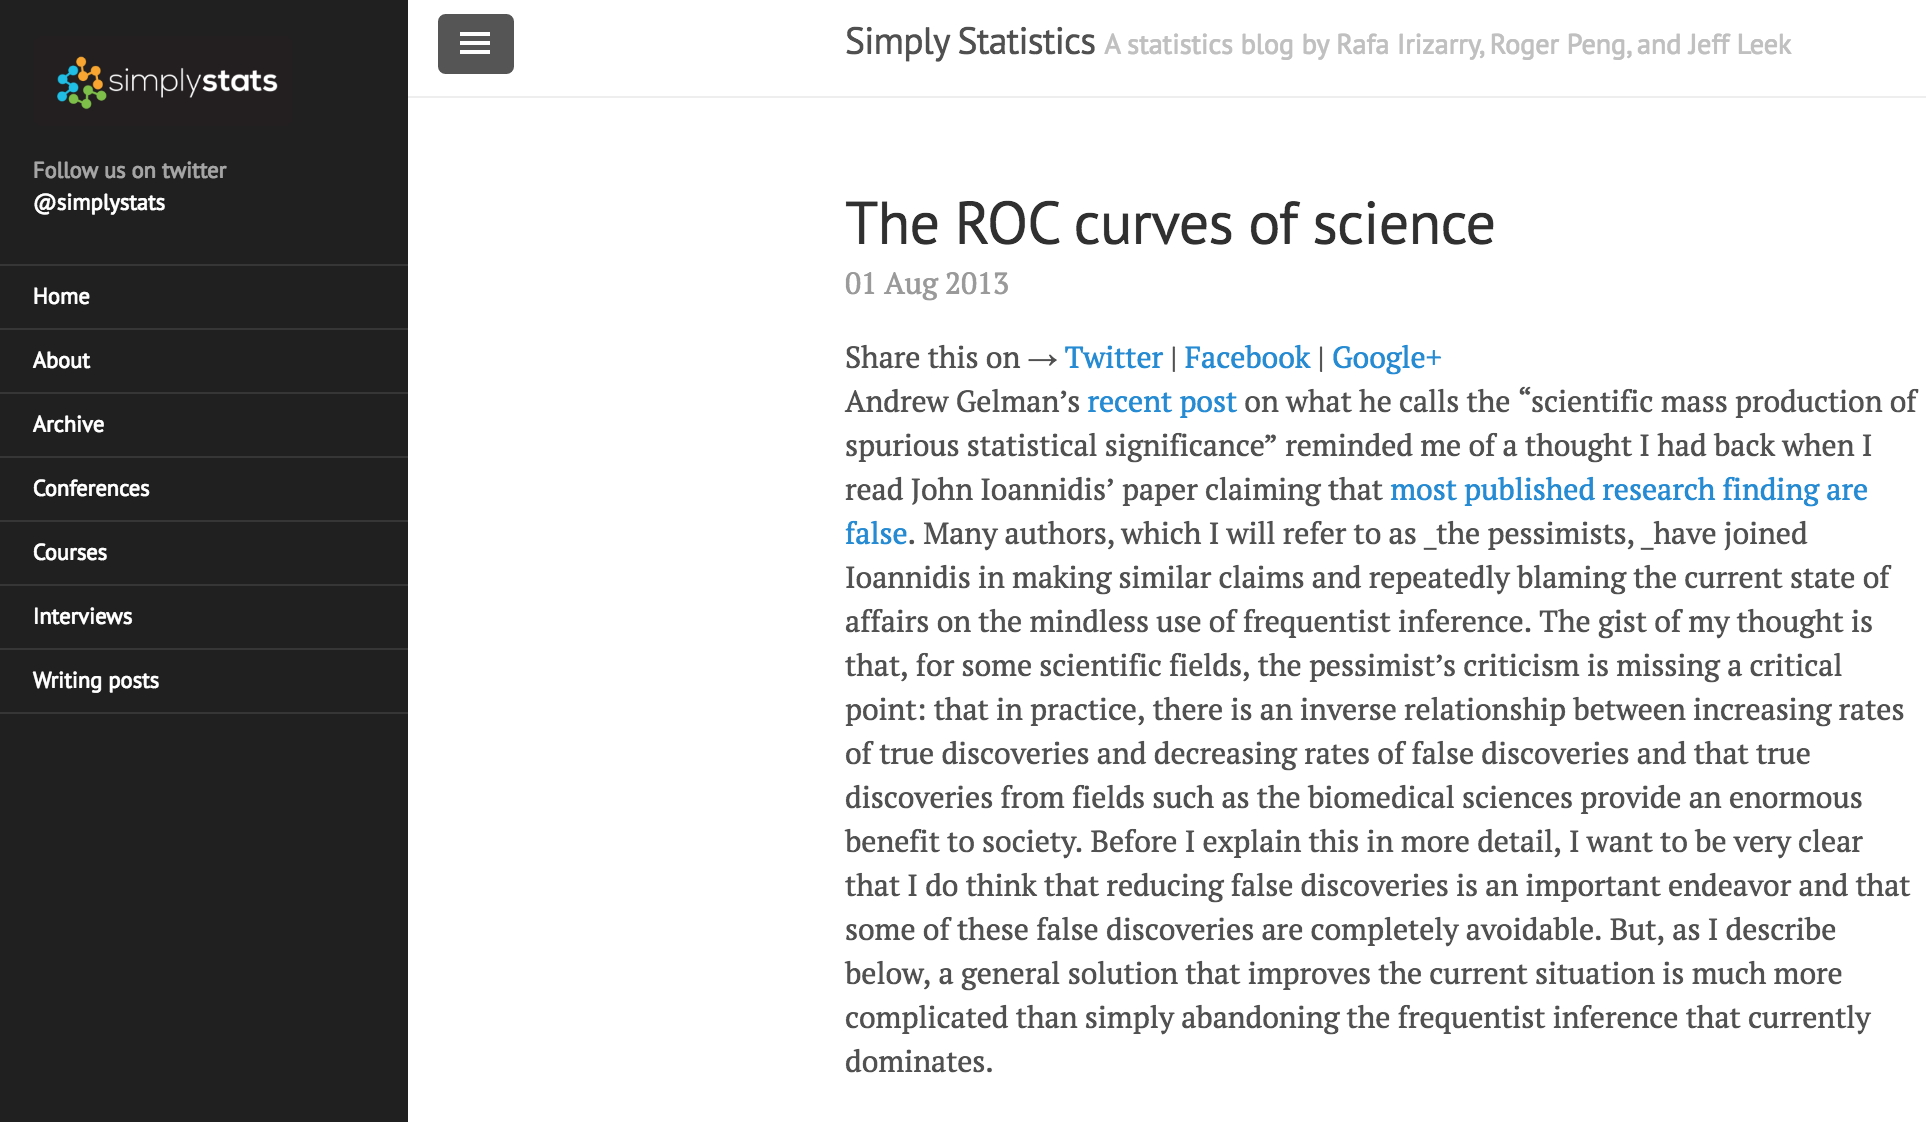 simplystats
Follow us on twitter
@simplystats
Home
About
Archive
Conferences
Courses
Interviews
Writing posts
Simply Statistics A statistics blog by Rafa Irizarry, Roger Peng, and Jeff Leek
The ROC curves of science
01 Aug 2013
Share this on → Twitter | Facebook | Google+
Andrew Gelman’s recent post on what he calls the “scientific mass production of
spurious statistical significance” reminded me of a thought I had back when I
read John Ioannidis’ paper claiming that most published research finding are
false. Many authors, which I will refer to as _the pessimists, _have joined
Ioannidis in making similar claims and repeatedly blaming the current state of
affairs on the mindless use of frequentist inference. The gist of my thought is
that, for some scientific fields, the pessimist’s criticism is missing a critical
point: that in practice, there is an inverse relationship between increasing rates
of true discoveries and decreasing rates of false discoveries and that true
discoveries from fields such as the biomedical sciences provide an enormous
benefit to society. Before I explain this in more detail, I want to be very clear
that I do think that reducing false discoveries is an important endeavor and that
some of these false discoveries are completely avoidable. But, as I describe
below, a general solution that improves the current situation is much more
complicated than simply abandoning the frequentist inference that currently
dominates.